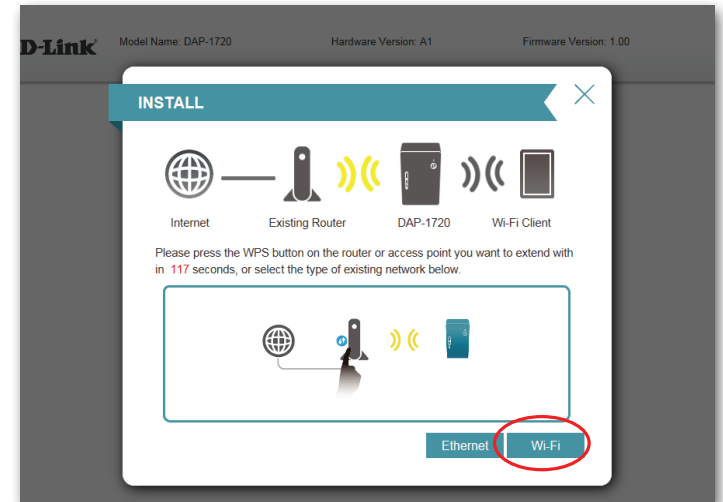 D-Link Model Name: DAP-1720 Hardware Version: A1 Firmware Version: 1.00
INSTALL
Internet Existing Router DAP-1720 Wi-Fi Client
Please press the WPS button on the router or access point you want to extend with
in 117 seconds, or select the type of existing network below.
Ethernet Wi-Fi